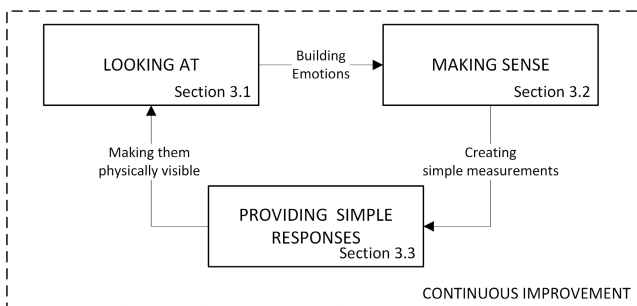 LOOKING AT
Section 3.1
Building
Emotions
MAKING SENSE
Section 3.2
Making them
physically visible
Creating
simple measurements
PROVIDING SIMPLE
RESPONSES
Section 3.3
CONTINUOUS IMPROVEMENT